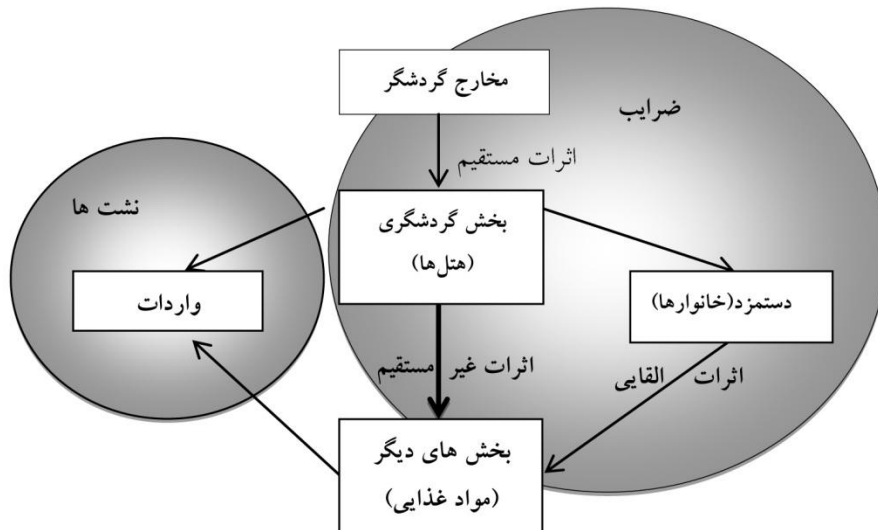 مخارج گردشگر
ضرایب
اثرات مستقیم
نشت ها
بخش گردشگری
(هتل‌ها)
واردات
دستمزد(خانوارها)
اثرات غیر مستقیم
اثرات القایی
بخش های دیگر
(مواد غذایی)